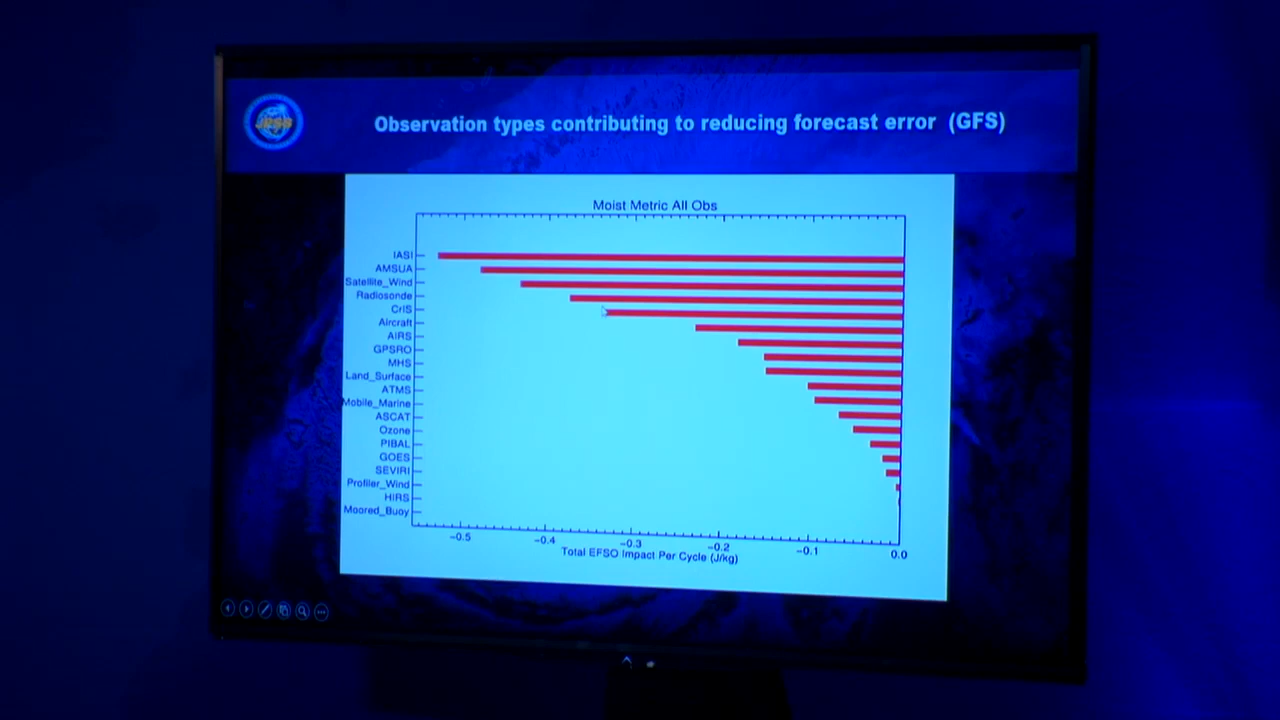 JPSS
Observation types contributing to reducing forecast error (GFS)
Moist Metric All Obs
IASI
AMSUA
Satellite_Wind
Radiosonde
CrIS
Aircraft
AIRS
GPSRO
MHS
Land_Surface
ATMS
Mobile_Marine
ASCAT
Ozone
PIBAL
GOES
SEVIRI
Profiler_Wind
HIRS
Moored_Buoy
−0.5 −0.4 −0.3 −0.2 −0.1 0.0
Total EFSO Impact Per Cycle (J/kg)